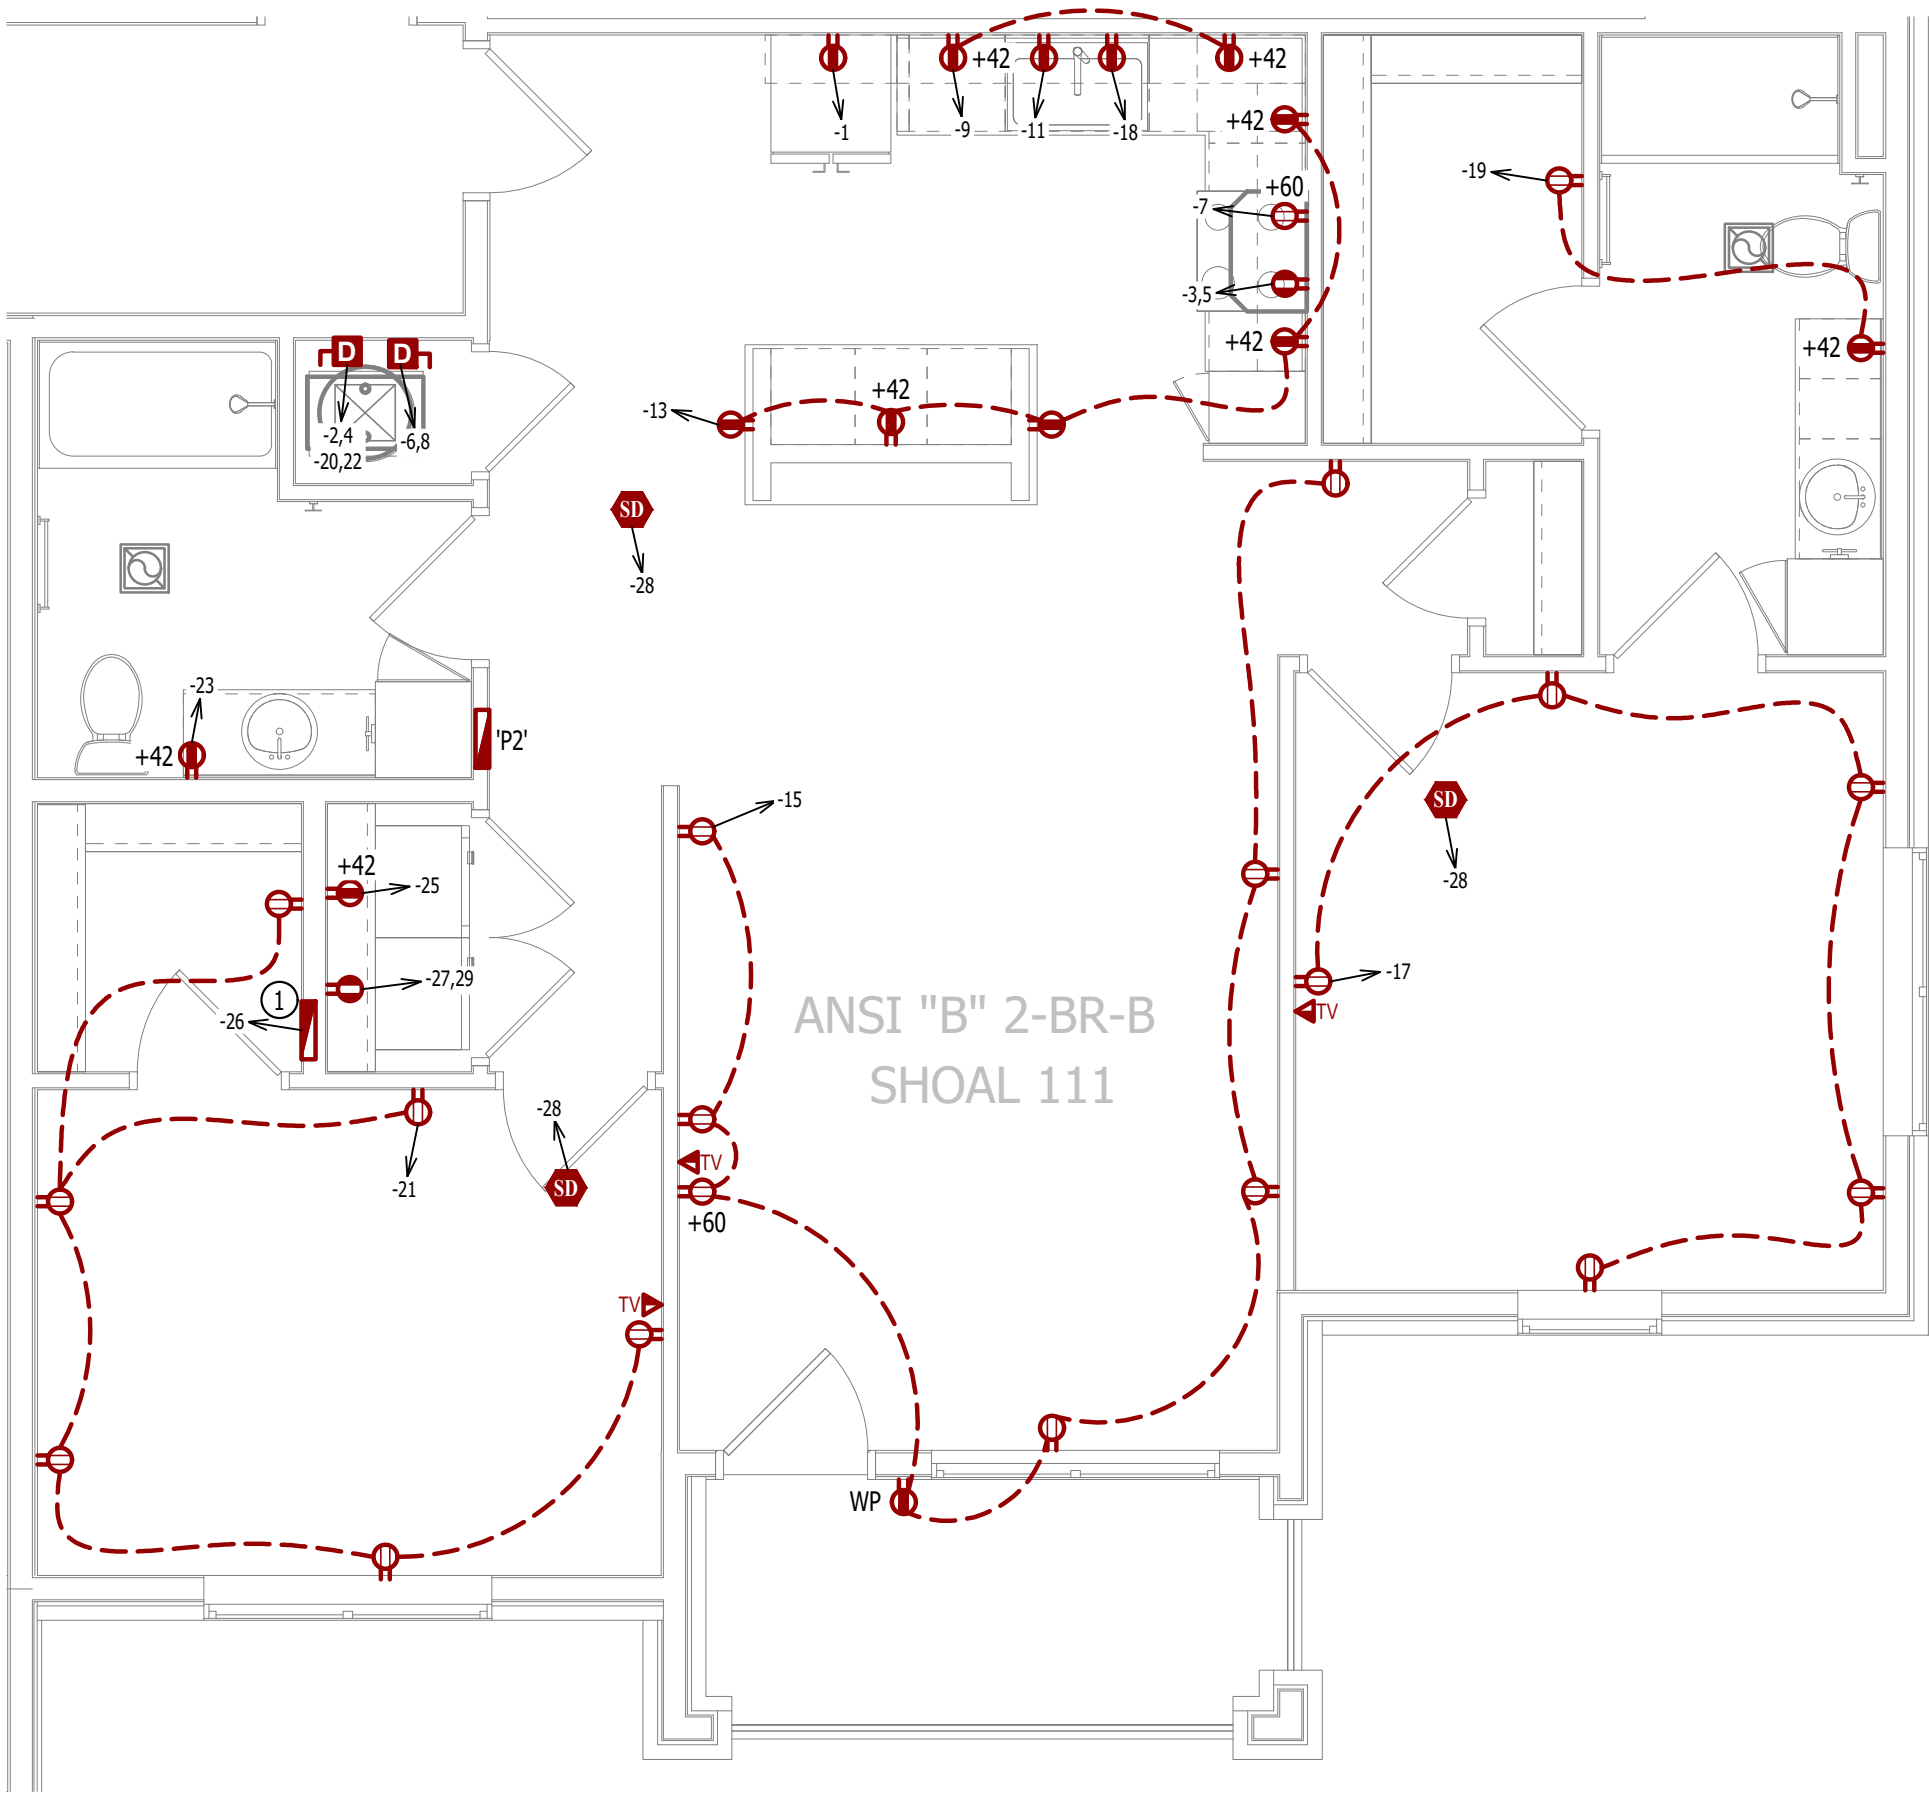 +42
+42
-1
-9
-11
-18
+42
-19
+60
-7
-3,5
+42
+42
D
D
-2,4
-6,8
-20,22
+42
-13
SD
-28
-23
+42
'P2'
-15
SD
-28
+42
-25
-27,29
1
-26
-17
TV
ANSI "B" 2-BR-B
SHOAL 111
-28
TV
-21
SD
+60
TV
WP